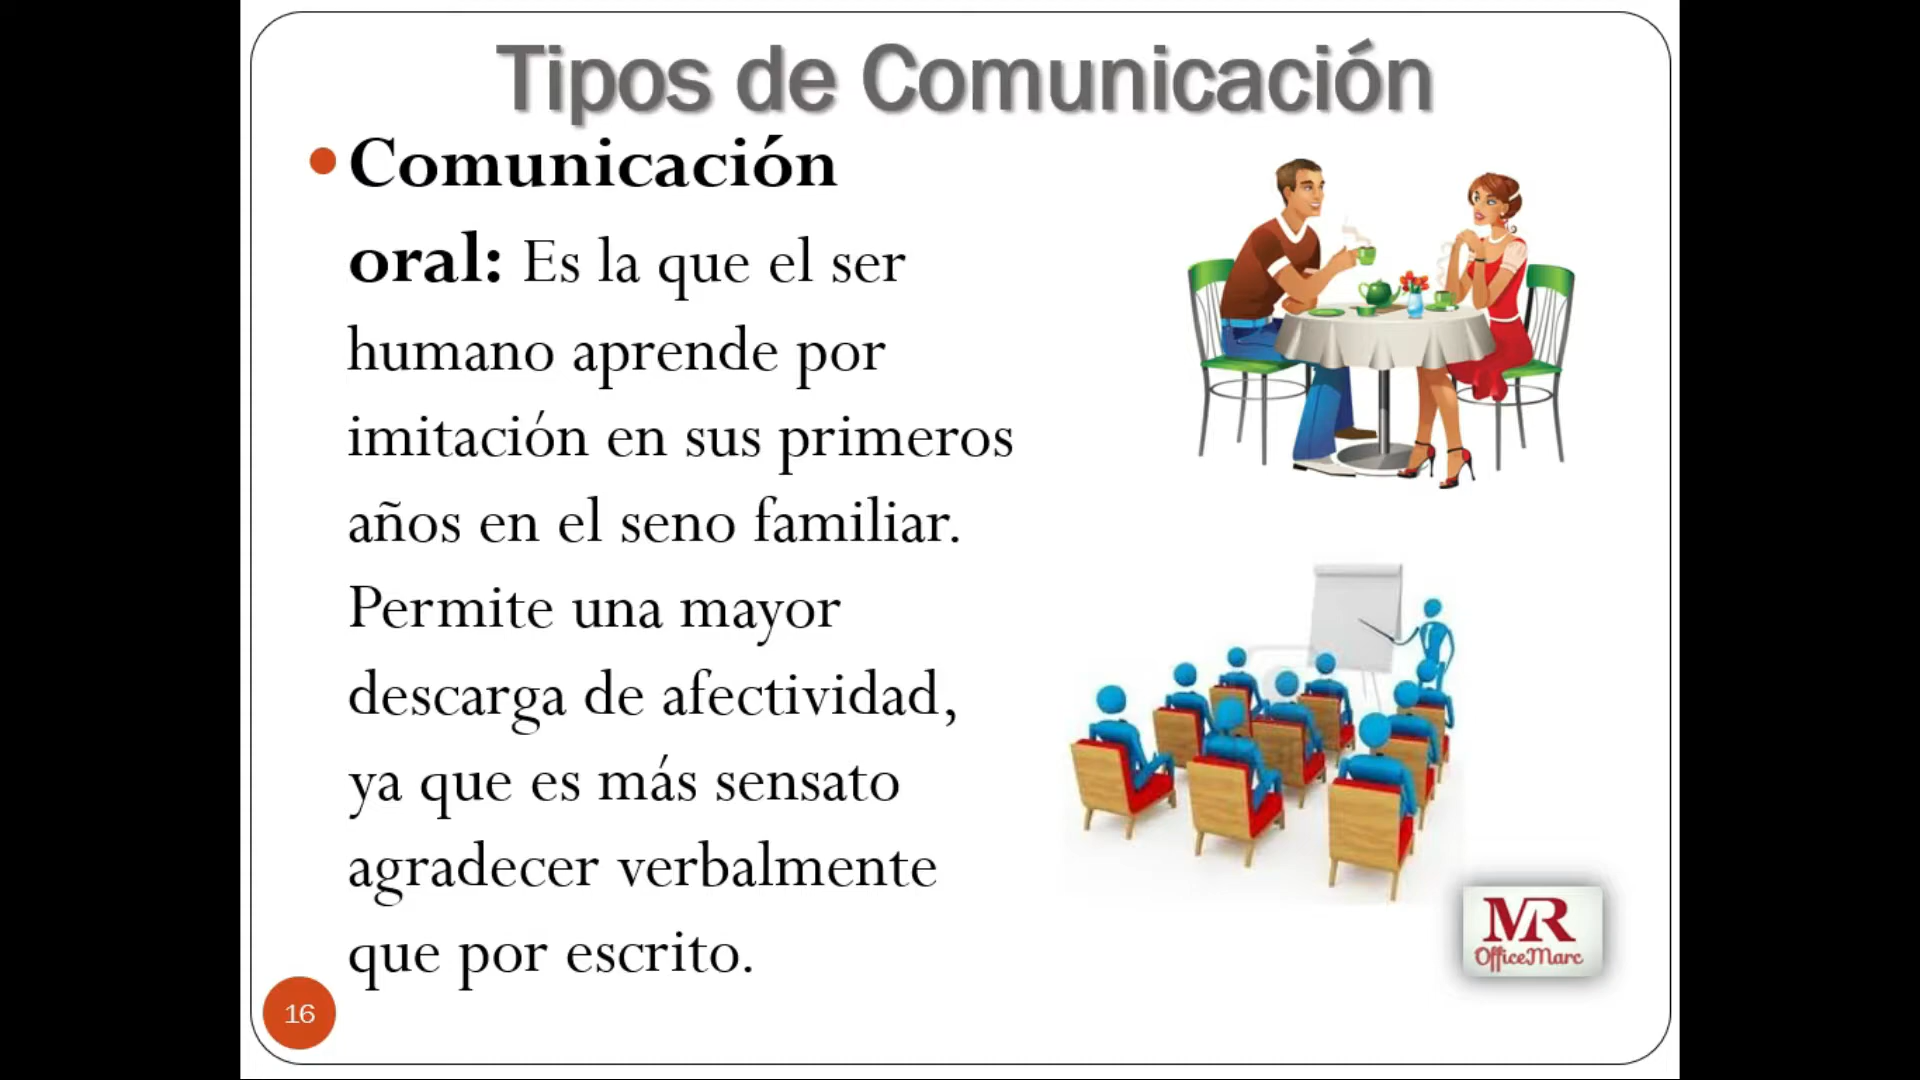 Tipos de Comunicación
Comunicación
oral: Es la que el ser
humano aprende por
imitación en sus primeros
años en el seno familiar.
Permite una mayor
descarga de afectividad,
ya que es más sensato
agradecer verbalmente
que por escrito.
MR
OfficeMarc
16